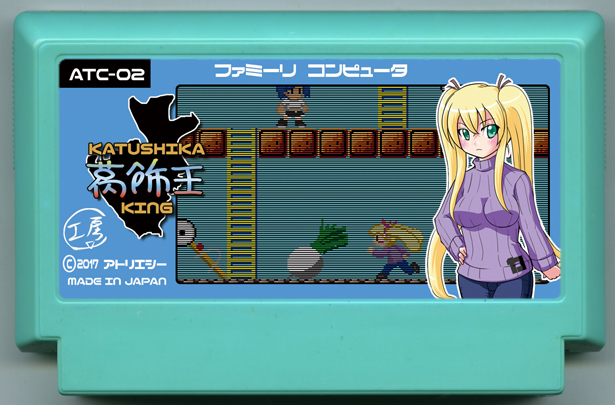 ATC-02
ファミーリ コンピュータ
KATUSHIKA
葛飾王
KING
工房
©2017 アトリエシー
MADE IN JAPAN